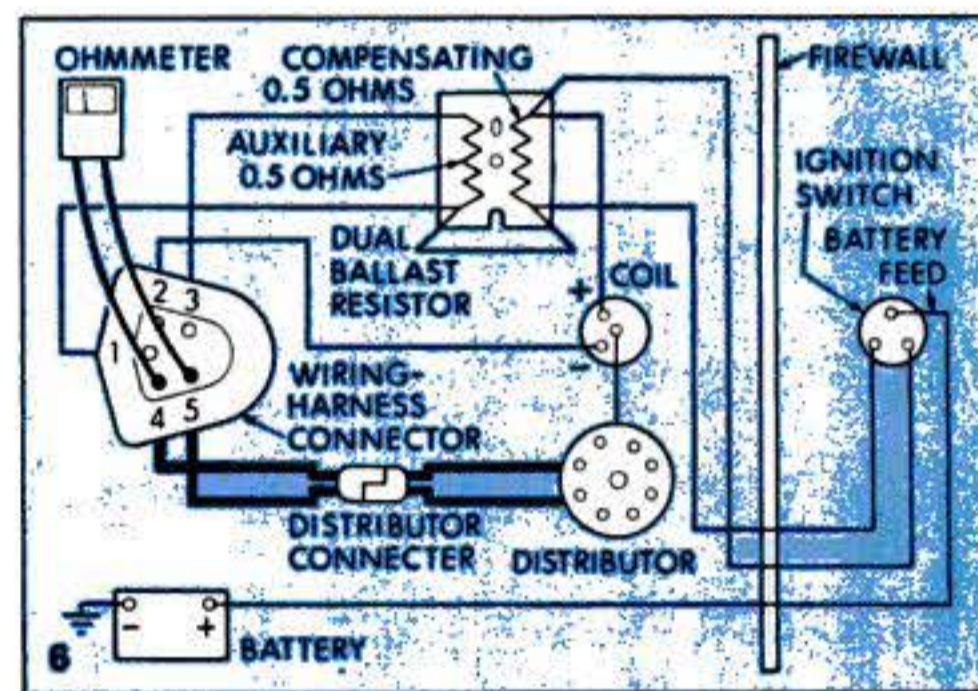 OHMMETER
COMPENSATING
0.5 OHMS
FIREWALL
AUXILIARY
0.5 OHMS
IGNITION
SWITCH
BATTERY
FEED
DUAL
BALLAST
RESISTOR
COIL
+
-
2
3
1
4
5
WIRING-
HARNESS
CONNECTOR
DISTRIBUTOR
CONNECTER
DISTRIBUTOR
- +
BATTERY
6